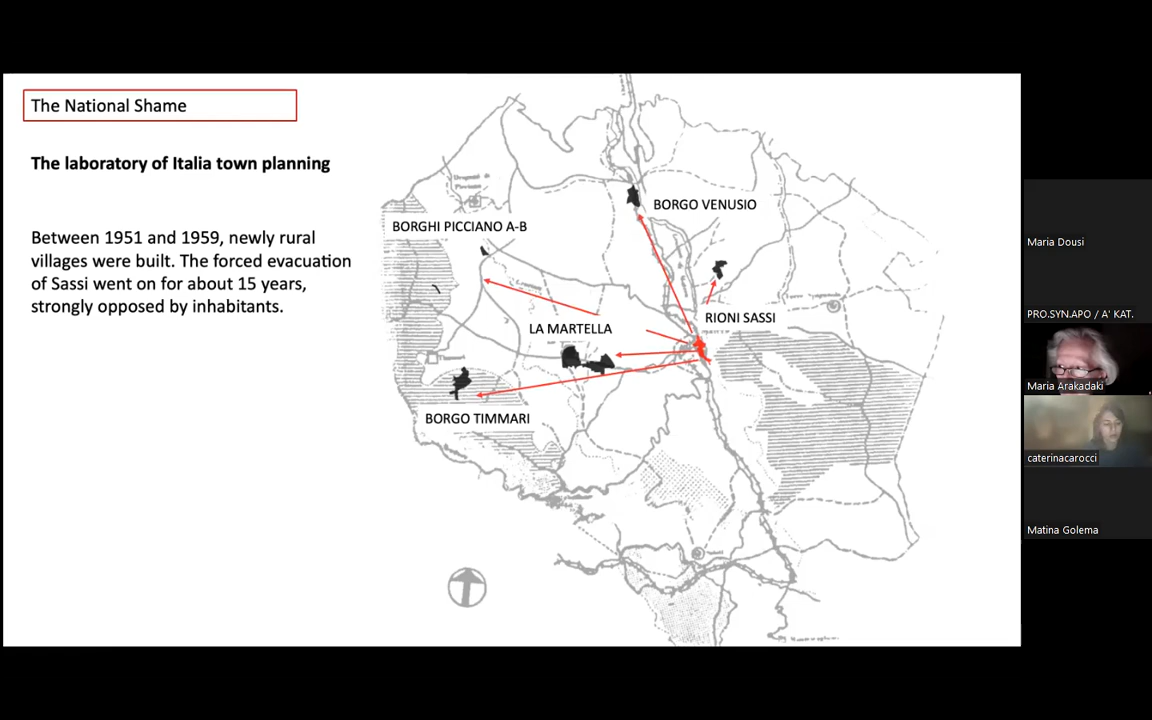 The National Shame
The laboratory of Italia town planning
Between 1951 and 1959, newly rural
villages were built. The forced evacuation
of Sassi went on for about 15 years,
strongly opposed by inhabitants.
BORGO VENUSIO
BORGHI PICCIANO A-B
RIONI SASSI
LA MARTELLA
BORGO TIMMARI
Maria Dousi
PRO.SYN.APO / A' KAT.
Maria Arakadaki
caterinacarocci
Matina Golema